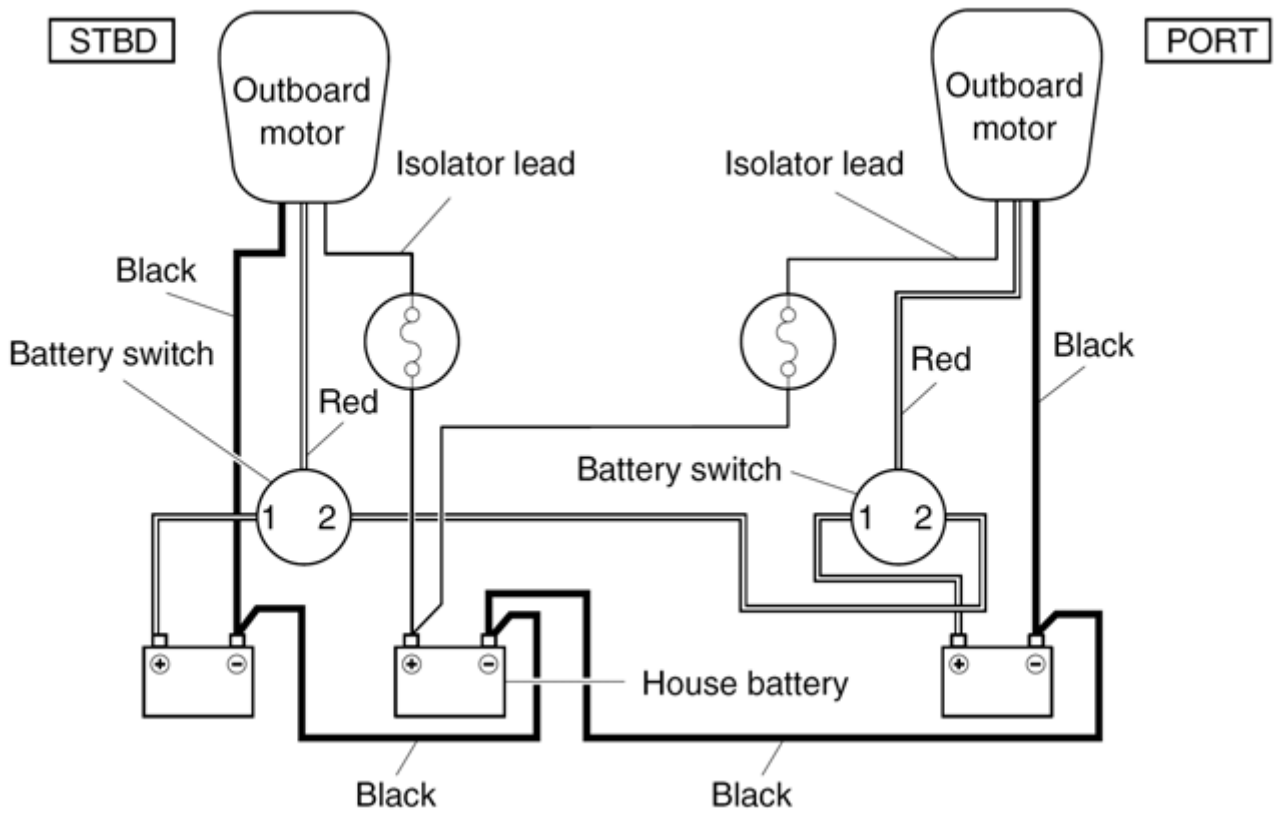 STBD
PORT
Outboard
motor
Outboard
motor
Isolator lead
Isolator lead
Black
Battery switch
Red
Red
Black
Battery switch
1 2
1 2
+ −
+ −
+ −
House battery
Black
Black